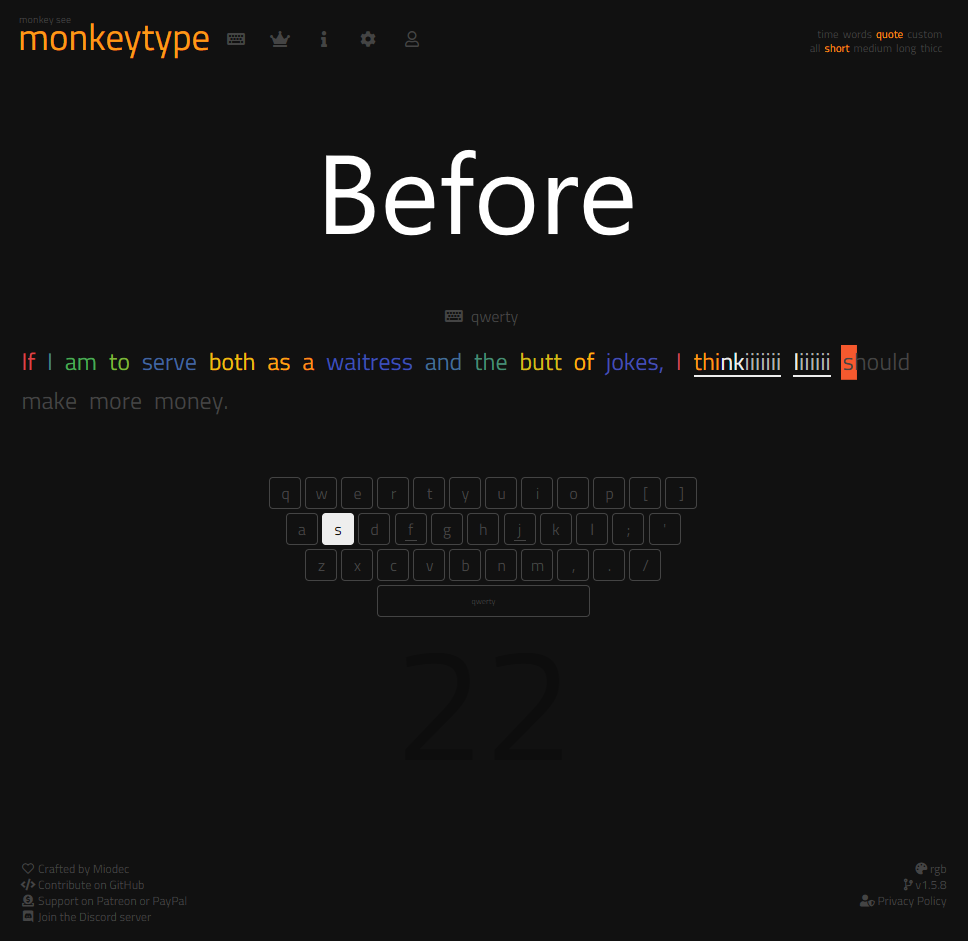 monkey see
monkeytype
time words quote custom
all short medium long thicc
Before
qwerty
If I am to serve both as a waitress and the butt of jokes, I thinkiiiiiii liiiiii should
make more money.
q w e r t y u i o p [ ]
a s d f g h j k l ; '
z x c v b n m , . /
qwerty
22
Crafted by Miodec
Contribute on GitHub
Support on Patreon or PayPal
Join the Discord server
rgb
v1.5.8
Privacy Policy